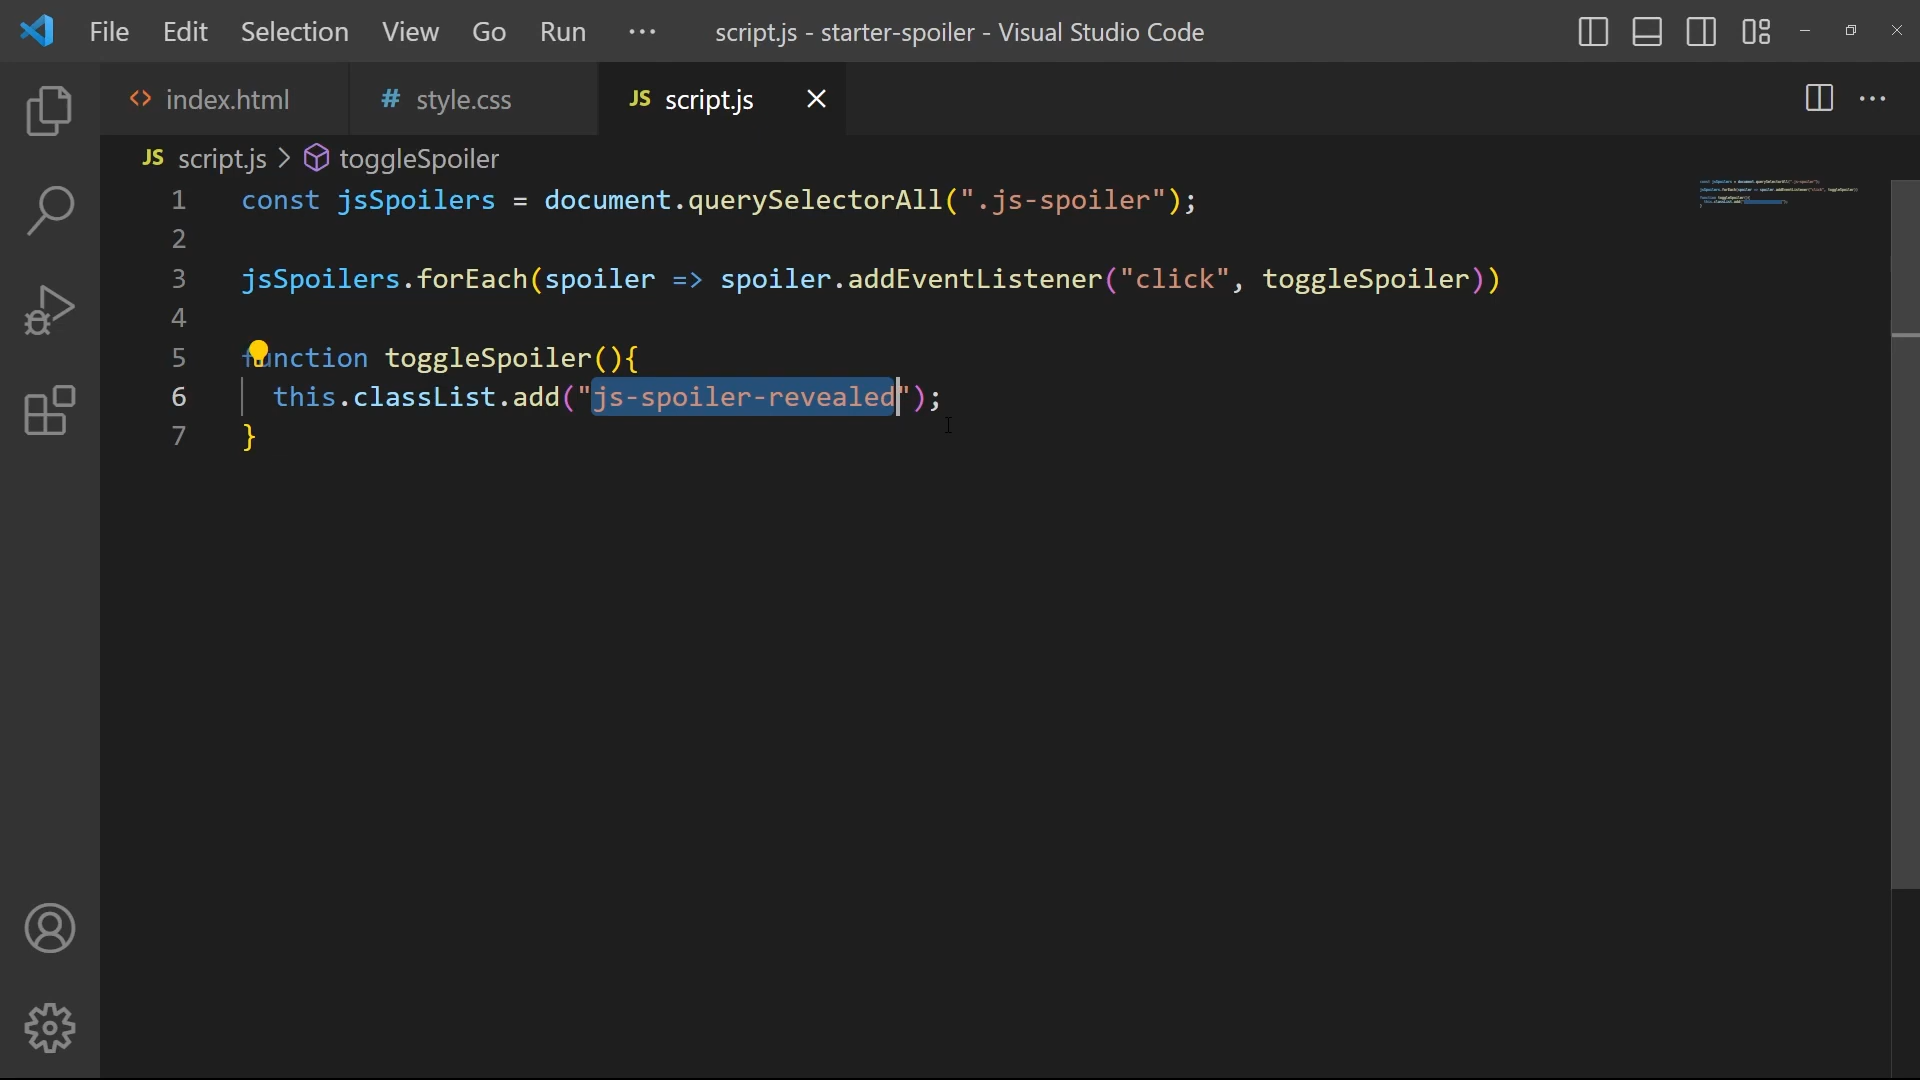 File Edit Selection View Go Run ··· script.js - starter-spoiler - Visual Studio Code
<> index.html # style.css JS script.js
JS script.js > toggleSpoiler
1 const jsSpoilers = document.querySelectorAll(".js-spoiler");
2
3 jsSpoilers.forEach(spoiler => spoiler.addEventListener("click", toggleSpoiler))
4
5 function toggleSpoiler(){
6 this.classList.add("js-spoiler-revealed");
7 }